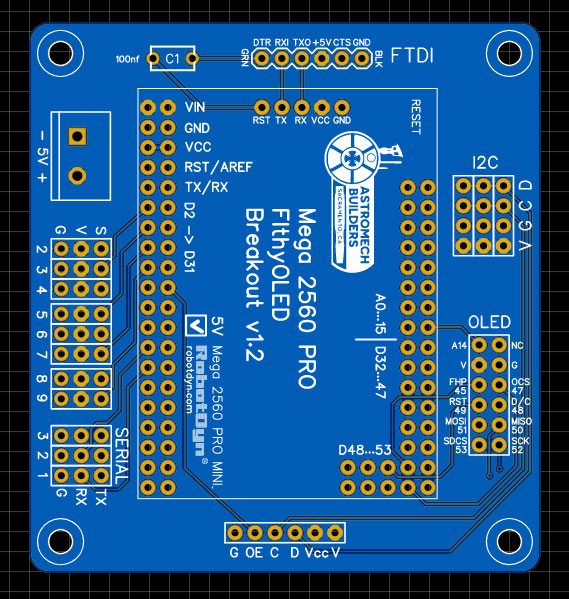 DTR RXI TXO +5V CTS GND
100nf C1 GRN BLK FTDI
RST TX RX VCC GND
RESET
VIN
GND
VCC
RST/AREF
TX/RX
D2 -> D31
- 5V +
ASTROMECH
BUILDERS
SACRAMENTO, CA
I2C
D
C
G
V
G V S
2
3
4
5
6
7
8
9
Mega 2560 PRO
FlthyOLED
Breakout v1.2
A0...15
D32...47
5V
Mega 2560 PRO MINI
RobotDyn®
robotdyn.com
OLED
A14 NC
V G
FHP 45 OCS 47
RST 49 D/C 48
MOSI 51 MISO 50
SDCS 53 SCK 52
SERIAL
3
2
1
G RX TX
D48...53
G OE C D Vcc V